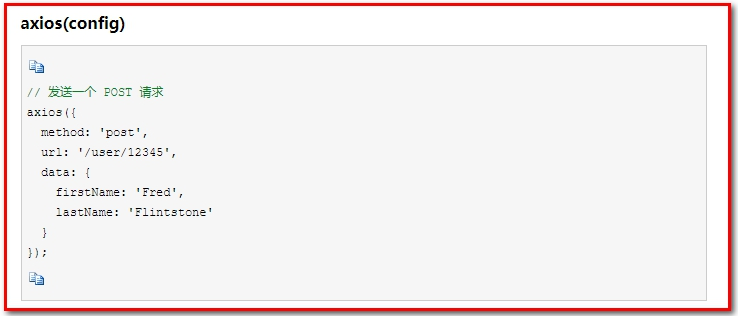 axios(config)
// 发送一个 POST 请求
axios({
  method: 'post',
  url: '/user/12345',
  data: {
    firstName: 'Fred',
    lastName: 'Flintstone'
  }
});